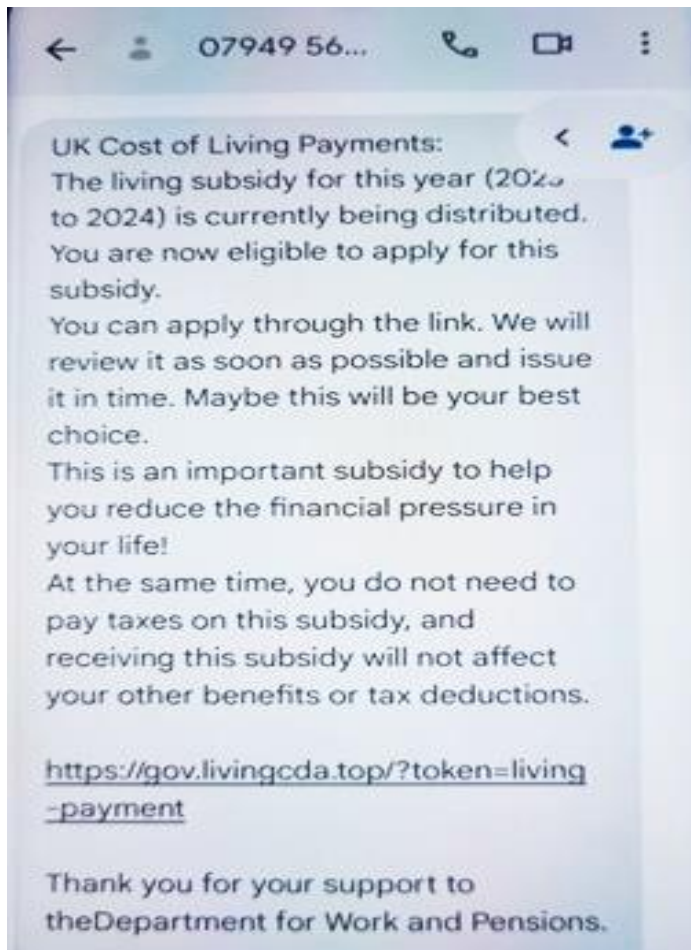 07949 56...
UK Cost of Living Payments:
The living subsidy for this year
to 2024) is currently being distributed.
You are now eligible to apply for this
subsidy.
You can apply through the link. We will
review it as soon as possible and issue
it in time. Maybe this will be your best
choice.
This is an important subsidy to help
you reduce the financial pressure in
your life!
At the same time, you do not need to
pay taxes on this subsidy, and
receiving this subsidy will not affect
your other benefits or tax deductions.
https://gov.livingcda.top/?token=living
-payment
Thank you for your support to
theDepartment for Work and Pensions.